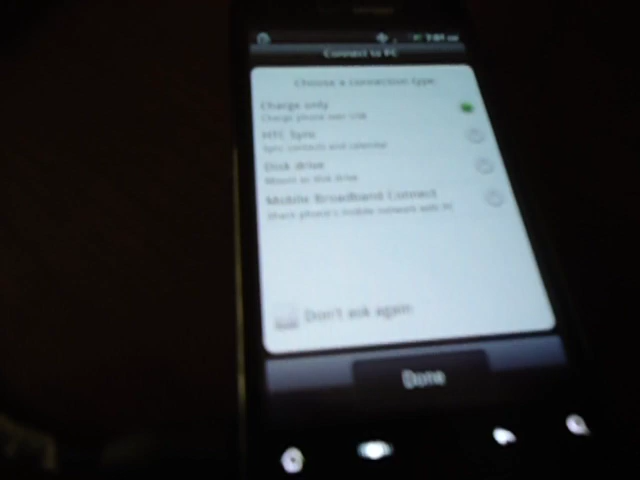 Connect to PC
Choose a connection type
Charge only
Charge phone over USB
HTC Sync
Sync contacts and calendar
Disk drive
Mount as disk drive
Mobile Broadband Connect
Share phone's mobile network with PC
Don't ask again
Done